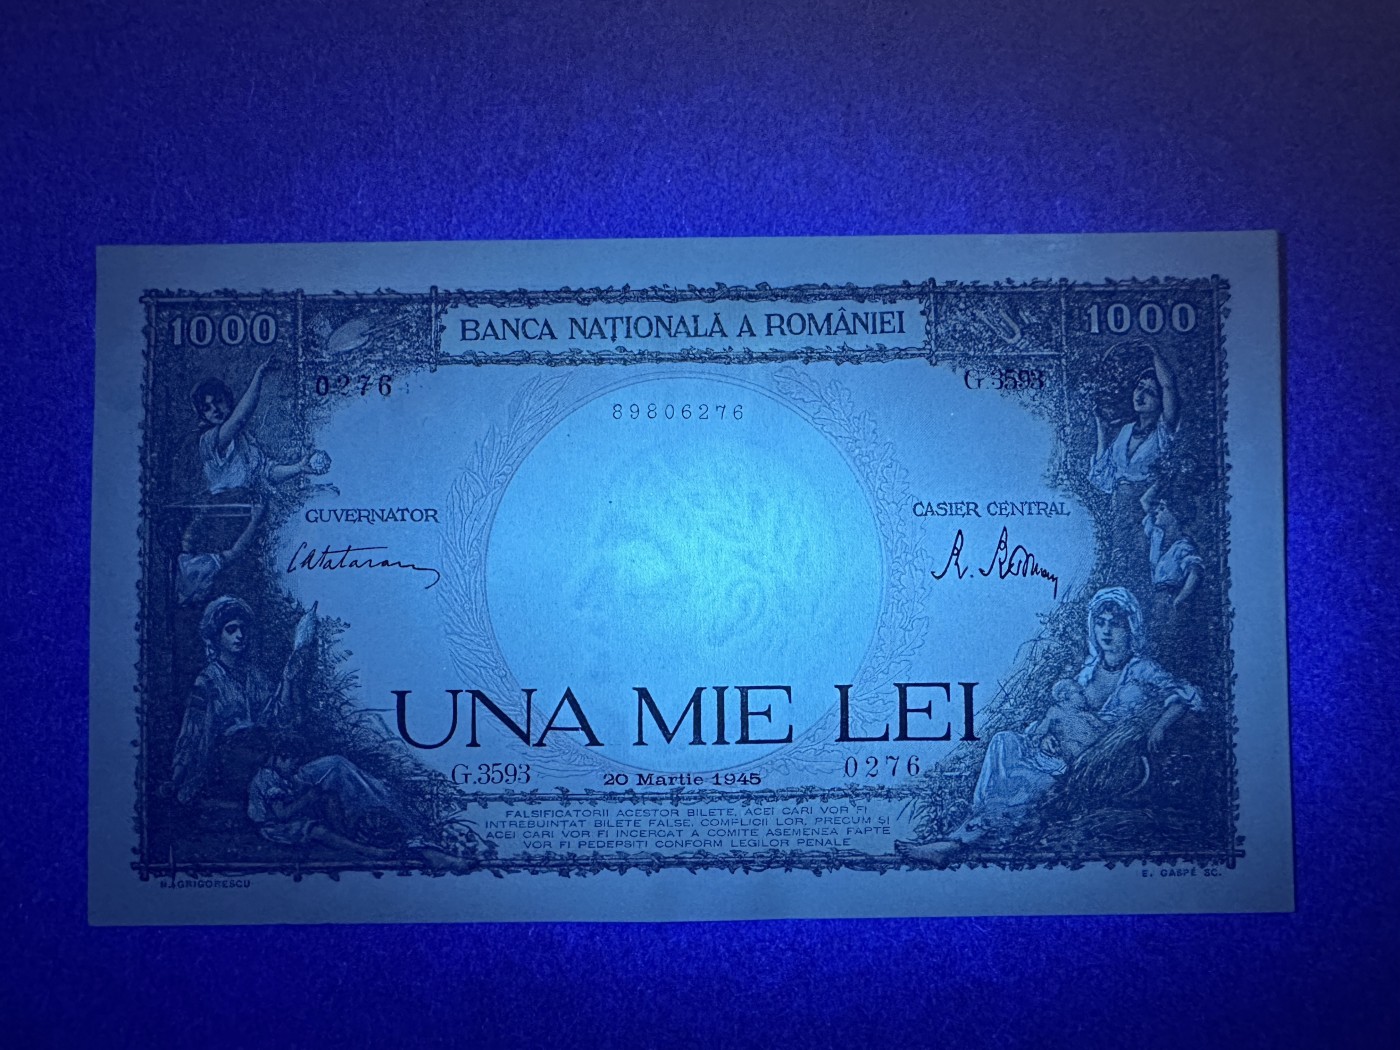 1000
BANCA NAȚIONALĂ A ROMÂNIEI
1000
0276
G.3593
89806276
GUVERNATOR
CASIER CENTRAL
UNA MIE LEI
G.3593
20 Martie 1945
0276
FALSIFICATORII ACESTOR BILETE, ACEI CARI VOR FI
INTREBUINȚAT BILETE FALSE, COMPLICII LOR, PRECUM ȘI
ACEI CARI VOR FI INCERCAT A COMITE ASEMENEA FAPTE
VOR FI PEDEPSIȚI CONFORM LEGILOR PENALE
N. GRIGORESCU
E. GASPÉ SC.